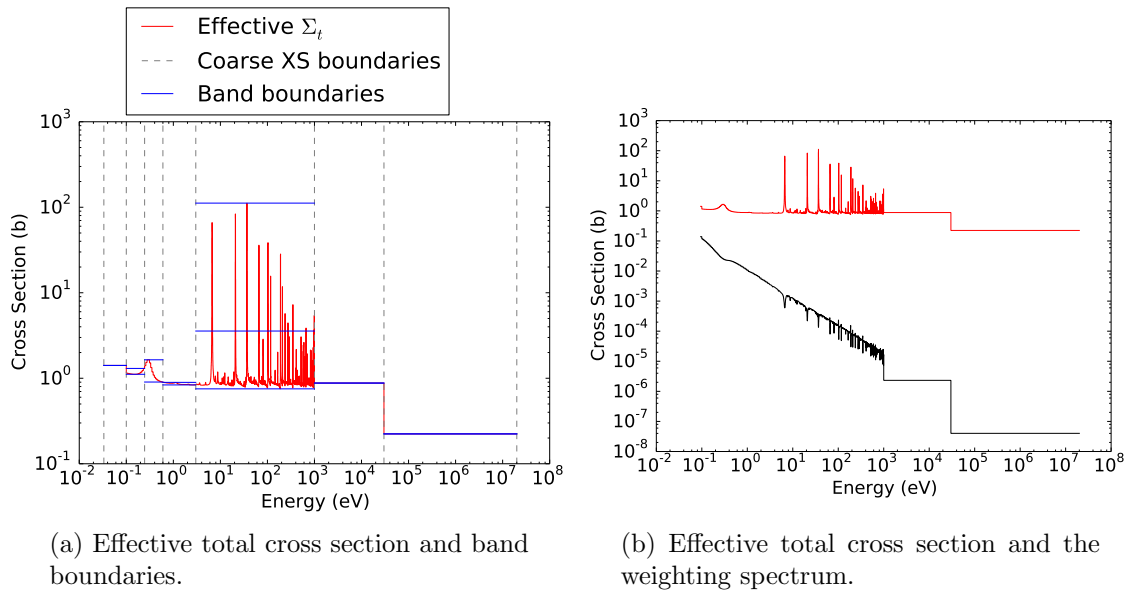 Effective Σt
Coarse XS boundaries
Band boundaries
10^3
10^2
10^1
10^0
10^-1
Cross Section (b)
10^-2 10^-1 10^0 10^1 10^2 10^3 10^4 10^5 10^6 10^7 10^8
Energy (eV)
(a) Effective total cross section and band
boundaries.
10^3
10^2
10^1
10^0
10^-1
10^-2
10^-3
10^-4
10^-5
10^-6
10^-7
10^-8
Cross Section (b)
10^-2 10^-1 10^0 10^1 10^2 10^3 10^4 10^5 10^6 10^7 10^8
Energy (eV)
(b) Effective total cross section and the
weighting spectrum.